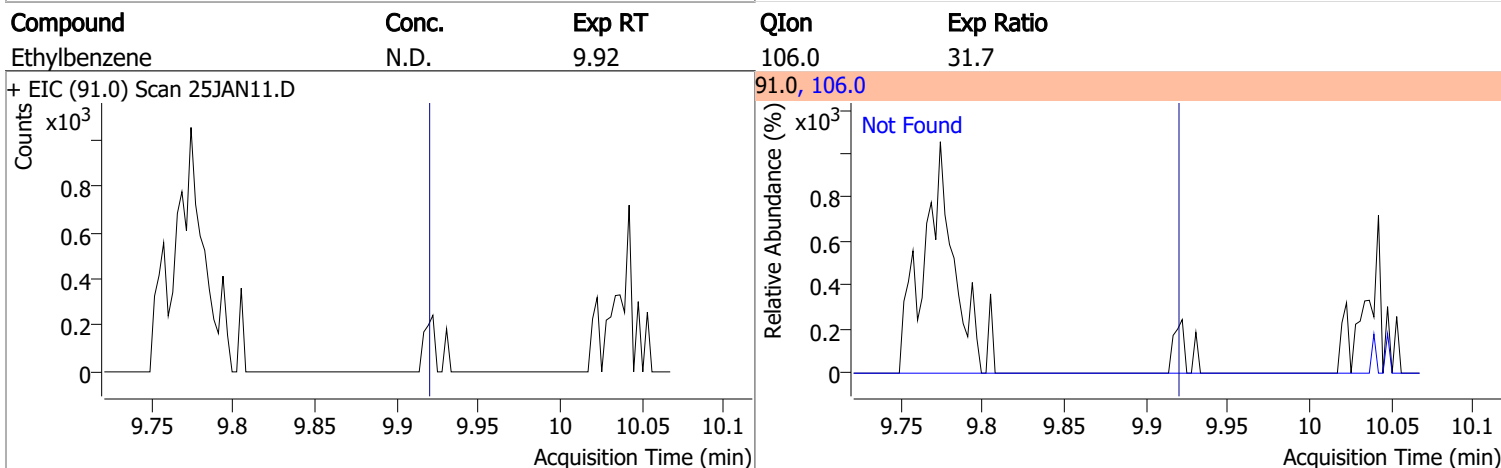 Compound Conc. Exp RT QIon Exp Ratio
Ethylbenzene N.D. 9.92 106.0 31.7
+ EIC (91.0) Scan 25JAN11.D
Counts
x10³
0.8
0.6
0.4
0.2
0
9.75 9.8 9.85 9.9 9.95 10 10.05 10.1
Acquisition Time (min)
91.0, 106.0
Relative Abundance (%)
x10³
Not Found
0.8
0.6
0.4
0.2
0
9.75 9.8 9.85 9.9 9.95 10 10.05 10.1
Acquisition Time (min)